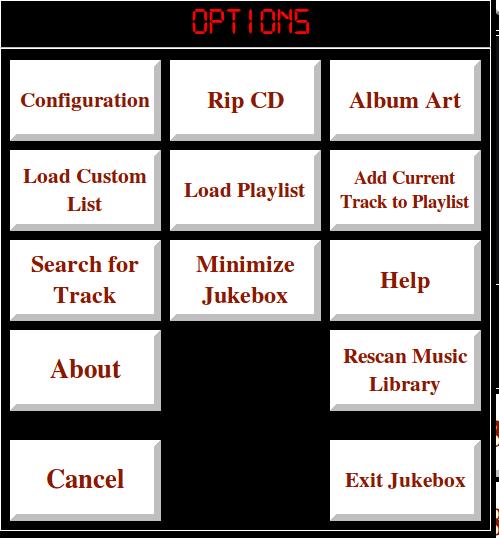 OPTIONS
Configuration
Rip CD
Album Art
Load Custom
List
Load Playlist
Add Current
Track to Playlist
Search for
Track
Minimize
Jukebox
Help
About
Rescan Music
Library
Cancel
Exit Jukebox